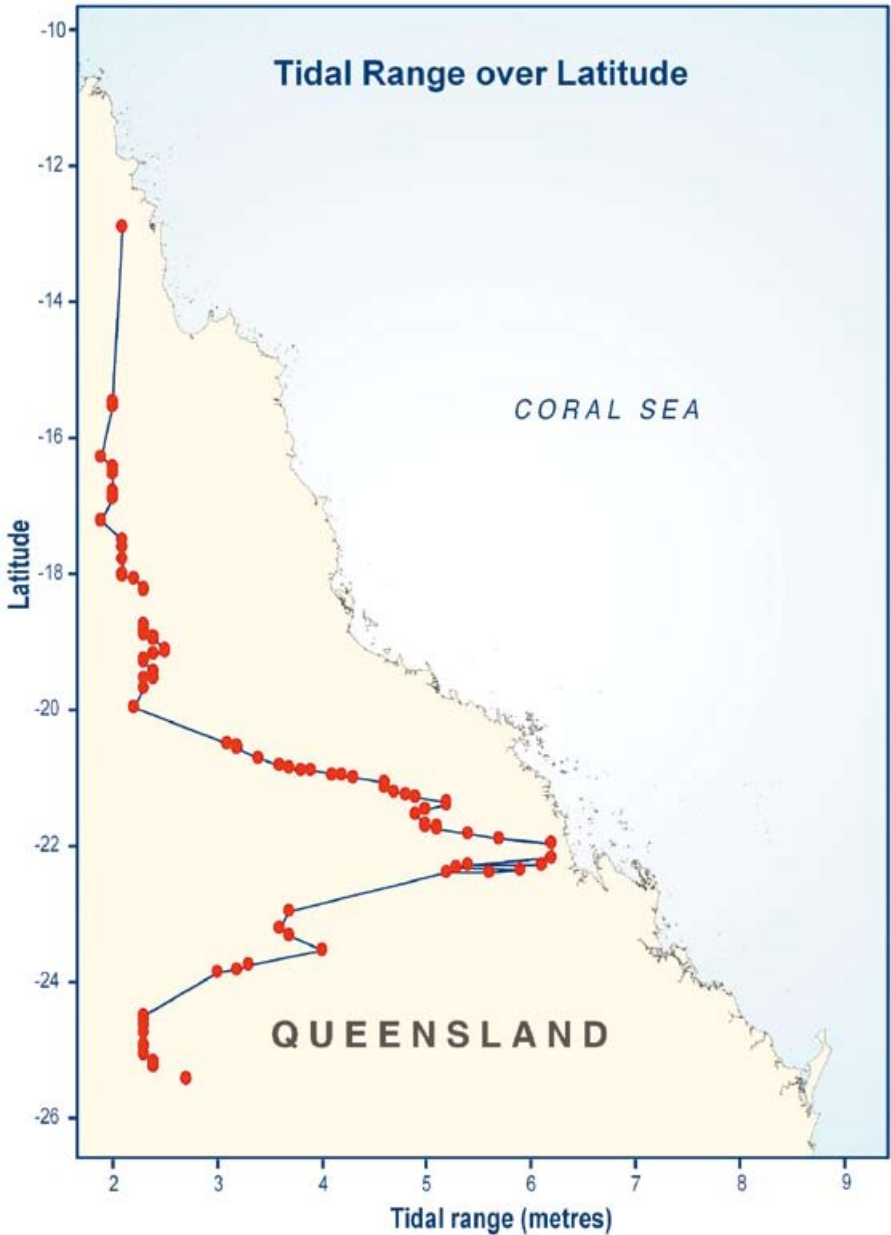 Tidal Range over Latitude
-10
-12
-14
CORAL SEA
-16
Latitude
-18
-20
-22
-24
QUEENSLAND
-26
2 3 4 5 6 7 8 9
Tidal range (metres)